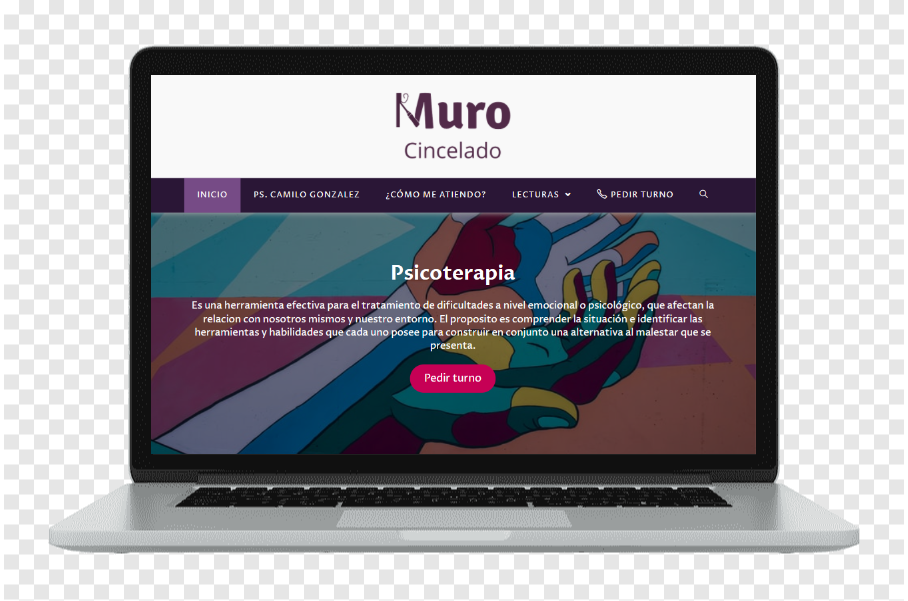 Muro
Cincelado
INICIO PS. CAMILO GONZALEZ ¿CÓMO ME ATIENDO? LECTURAS PEDIR TURNO
Psicoterapia
Es una herramienta efectiva para el tratamiento de dificultades a nivel emocional o psicológico, que afectan la
relacion con nosotros mismos y nuestro entorno. El proposito es comprender la situación e identificar las
herramientas y habilidades que cada uno posee para construir en conjunto una alternativa al malestar que se
presenta.
Pedir turno